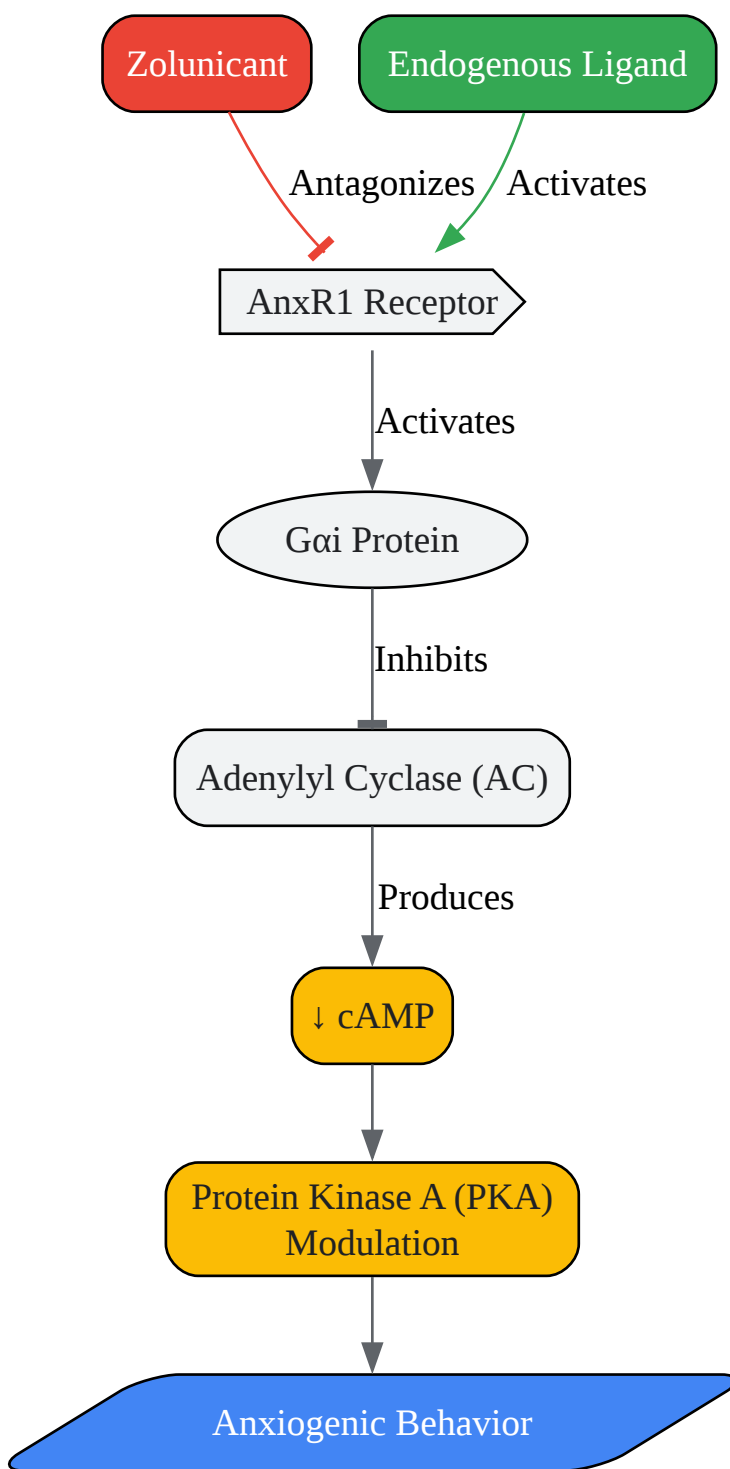 Zolunicant
Endogenous Ligand
Antagonizes
Activates
AnxR1 Receptor
Activates
Gαi Protein
Inhibits
Adenylyl Cyclase (AC)
Produces
↓ cAMP
Protein Kinase A (PKA)
Modulation
Anxiogenic Behavior